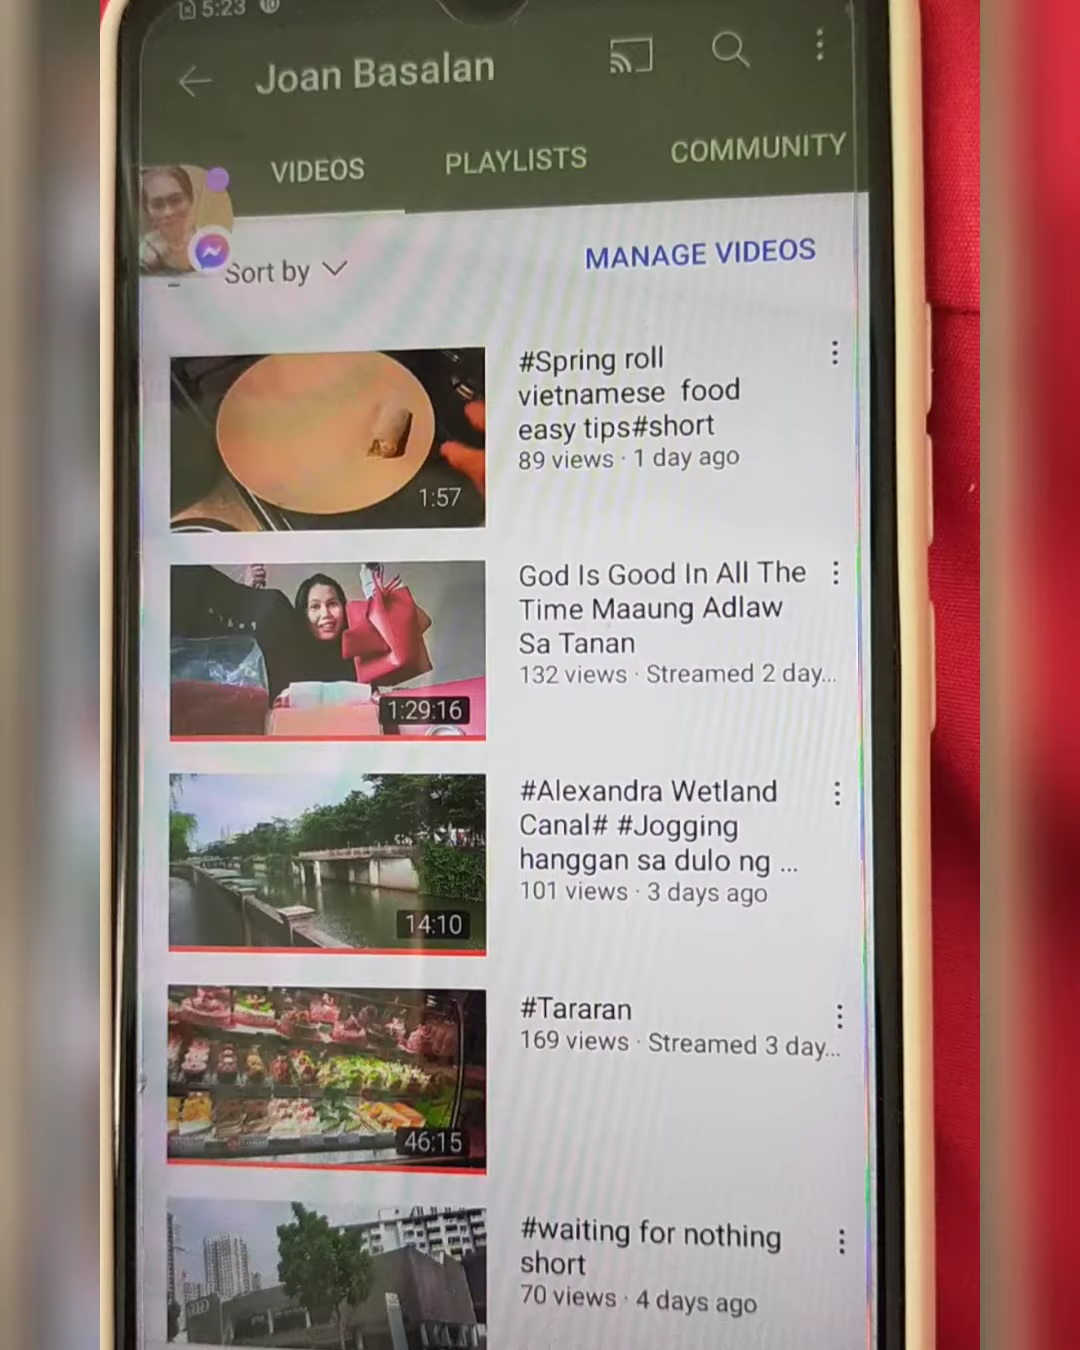 5:23
Joan Basalan
VIDEOS
PLAYLISTS
COMMUNITY
Sort by
MANAGE VIDEOS
#Spring roll
vietnamese food
easy tips#short
89 views · 1 day ago
1:57
God Is Good In All The
Time Maaung Adlaw
Sa Tanan
132 views · Streamed 2 day...
1:29:16
#Alexandra Wetland
Canal# #Jogging
hanggan sa dulo ng ...
101 views · 3 days ago
14:10
#Tararan
169 views · Streamed 3 day...
46:15
#waiting for nothing
short
70 views · 4 days ago